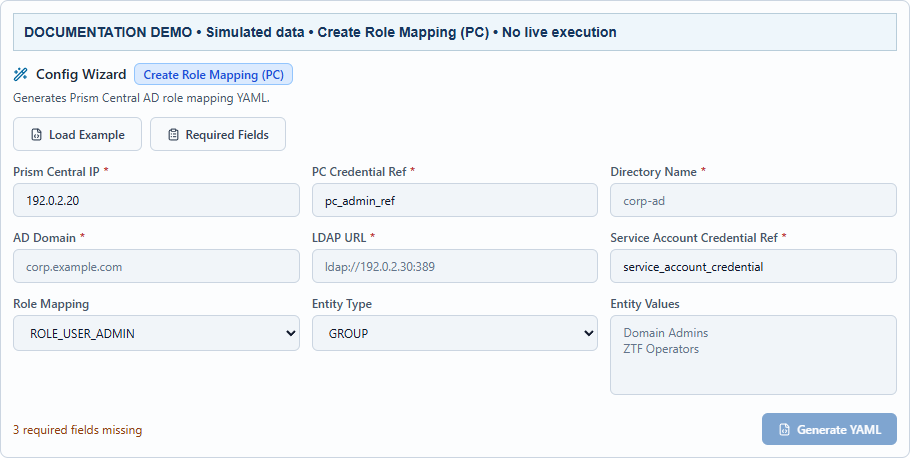 DOCUMENTATION DEMO • Simulated data • Create Role Mapping (PC) • No live execution
Config Wizard Create Role Mapping (PC)
Generates Prism Central AD role mapping YAML.
Load Example Required Fields
Prism Central IP * PC Credential Ref * Directory Name *
192.0.2.20 pc_admin_ref corp-ad
AD Domain * LDAP URL * Service Account Credential Ref *
corp.example.com ldap://192.0.2.30:389 service_account_credential
Role Mapping Entity Type Entity Values
ROLE_USER_ADMIN GROUP Domain Admins
ZTF Operators
3 required fields missing Generate YAML